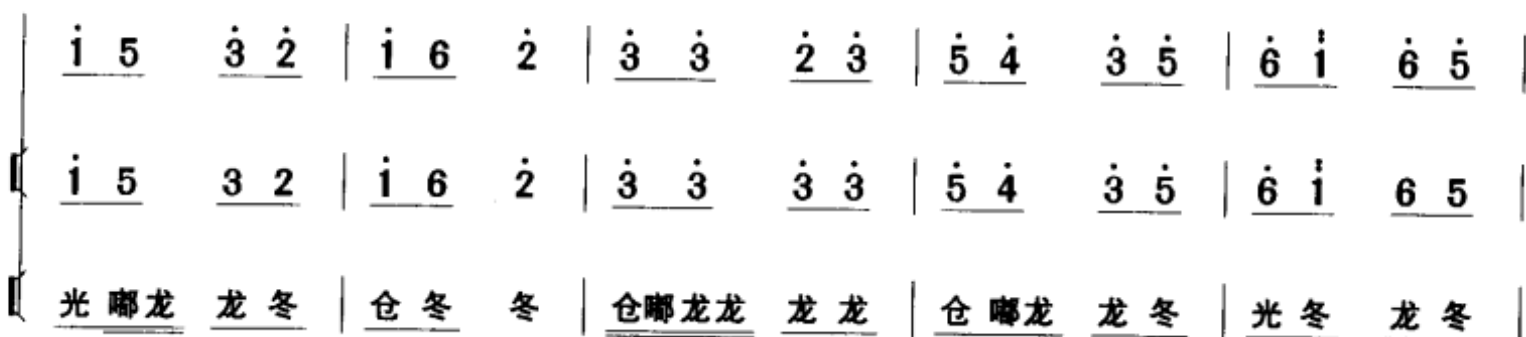 1̇ 5 3̇ 2̇ | 1̇ 6 2̇ | 3̇ 3̇ 2̇ 3̇ | 5̇ 4̇ 3̇ 5̇ | 6̇ 1̈ 6̇ 5̇ |
1̇ 5 3 2 | 1̇ 6 2̇ | 3̇ 3̇ 3̇ 3̇ | 5̇ 4̇ 3̇ 5̇ | 6̇ 1̈ 6 5 |
光 嘟龙 龙 冬 | 仓 冬 冬 | 仓嘟龙龙 龙 龙 | 仓 嘟龙 龙 冬 | 光 冬 龙 冬 |